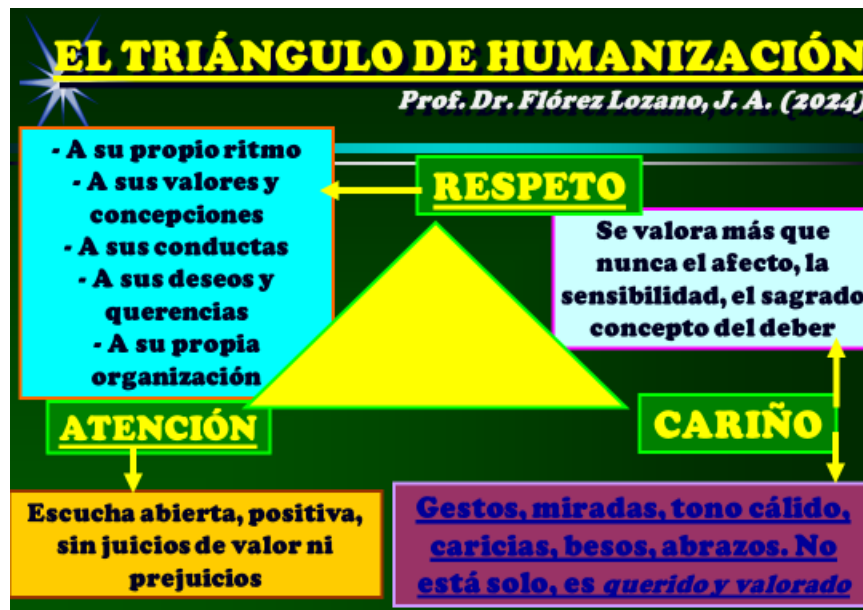 EL TRIÁNGULO DE HUMANIZACIÓN
Prof. Dr. Flórez Lozano, J. A. (2024)
- A su propio ritmo
- A sus valores y
concepciones
- A sus conductas
- A sus deseos y
querencias
- A su propia
organización
RESPETO
Se valora más que
nunca el afecto, la
sensibilidad, el sagrado
concepto del deber
ATENCIÓN
CARIÑO
Escucha abierta, positiva,
sin juicios de valor ni
prejuicios
Gestos, miradas, tono cálido,
caricias, besos, abrazos. No
está solo, es querido y valorado